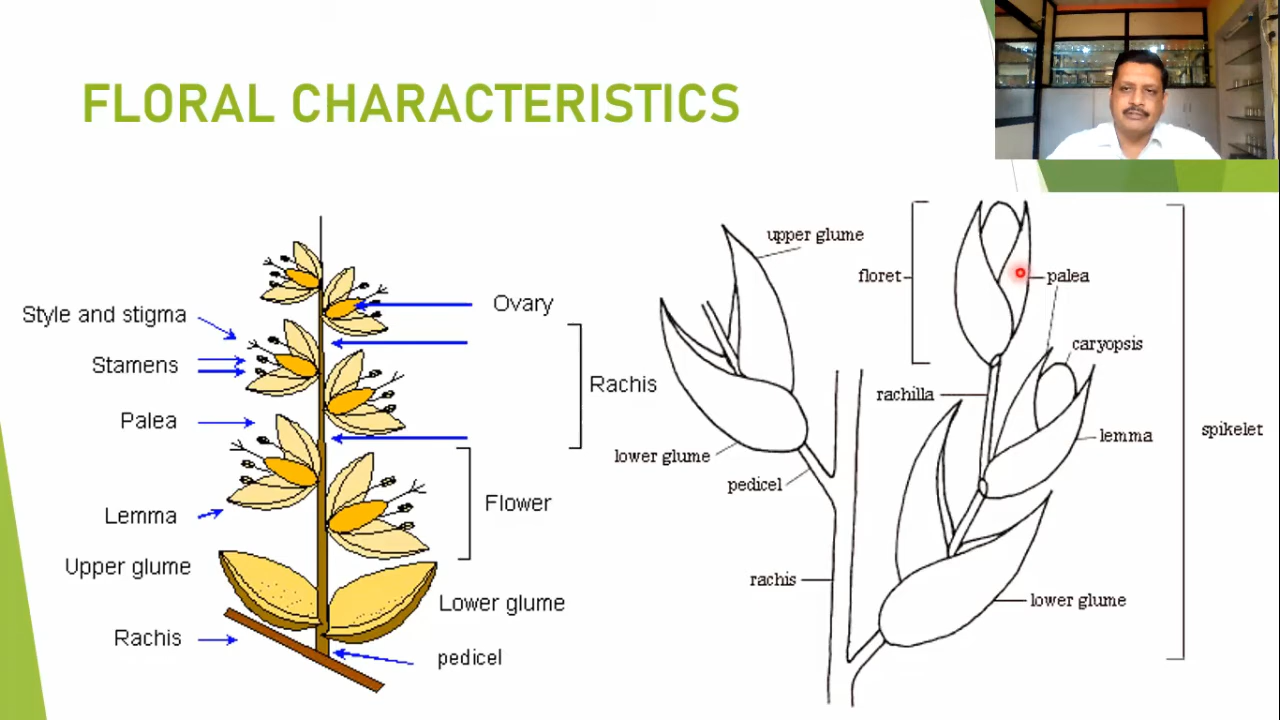 FLORAL CHARACTERISTICS
Style and stigma
Stamens
Palea
Lemma
Upper glume
Rachis
Ovary
Rachis
Flower
Lower glume
pedicel
upper glume
lower glume
pedicel
rachis
floret
palea
caryopsis
rachilla
lemma
spikelet
lower glume